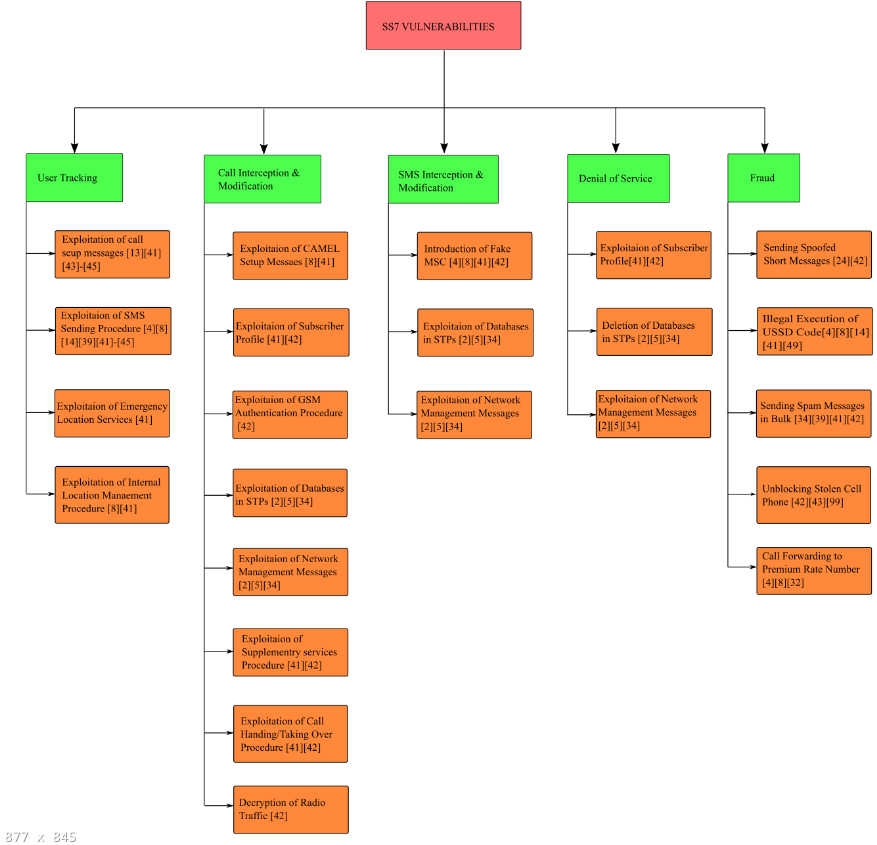 SS7 VULNERABILITIES
User Tracking
Exploitation of call
scup messages [13][41]
[43]-[45]
Exploitaion of SMS
Sending Procedure [4][8]
[14][39][41]-[45]
Exploitaion of Emergency
Location Services [41]
Exploitation of Internal
Location Manaement
Procedure [8][41]
Call Interception &
Modification
Exploitaion of CAMEL
Setup Messaes [8][41]
Exploitaion of Subscriber
Profile [41][42]
Exploitaion of GSM
Authentication Procedure
[42]
Exploitation of Databases
in STPs [2][5][34]
Exploitaion of Network
Management Messages
[2][5][34]
Exploitaion of
Supplementry services
Procedure [41][42]
Exploitation of Call
Handing/Taking Over
Procedure [41][42]
Decryption of Radio
Traffic [42]
SMS Interception &
Modification
Introduction of Fake
MSC [4][8][41][42]
Exploitaion of Databases
in STPs [2][5][34]
Exploitaion of Network
Management Messages
[2][5][34]
Denial of Service
Exploitaion of Subscriber
Profile[41][42]
Deletion of Databases
in STPs [2][5][34]
Exploitaion of Network
Management Messages
[2][5][34]
Fraud
Sending Spoofed
Short Messages [24][42]
Illegal Execution of
USSD Code[4][8][14]
[41][49]
Sending Spam Messages
in Bulk [34][39][41][42]
Unblocking Stolen Cell
Phone [42][43][99]
Call Forwarding to
Premium Rate Number
[4][8][32]
877 x 845